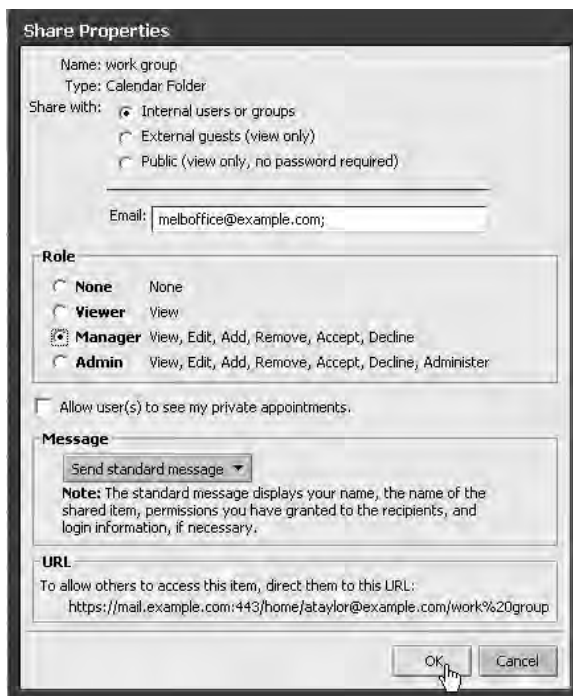 Share Properties
Name: work group
Type: Calendar Folder
Share with: Internal users or groups
External guests (view only)
Public (view only, no password required)
Email: melboffice@example.com;
Role
None None
Viewer View
Manager View, Edit, Add, Remove, Accept, Decline
Admin View, Edit, Add, Remove, Accept, Decline, Administer
Allow user(s) to see my private appointments.
Message
Send standard message
Note: The standard message displays your name, the name of the
shared item, permissions you have granted to the recipients, and
login information, if necessary.
URL
To allow others to access this item, direct them to this URL:
https://mail.example.com:443/home/ataylor@example.com/work%20group
OK Cancel